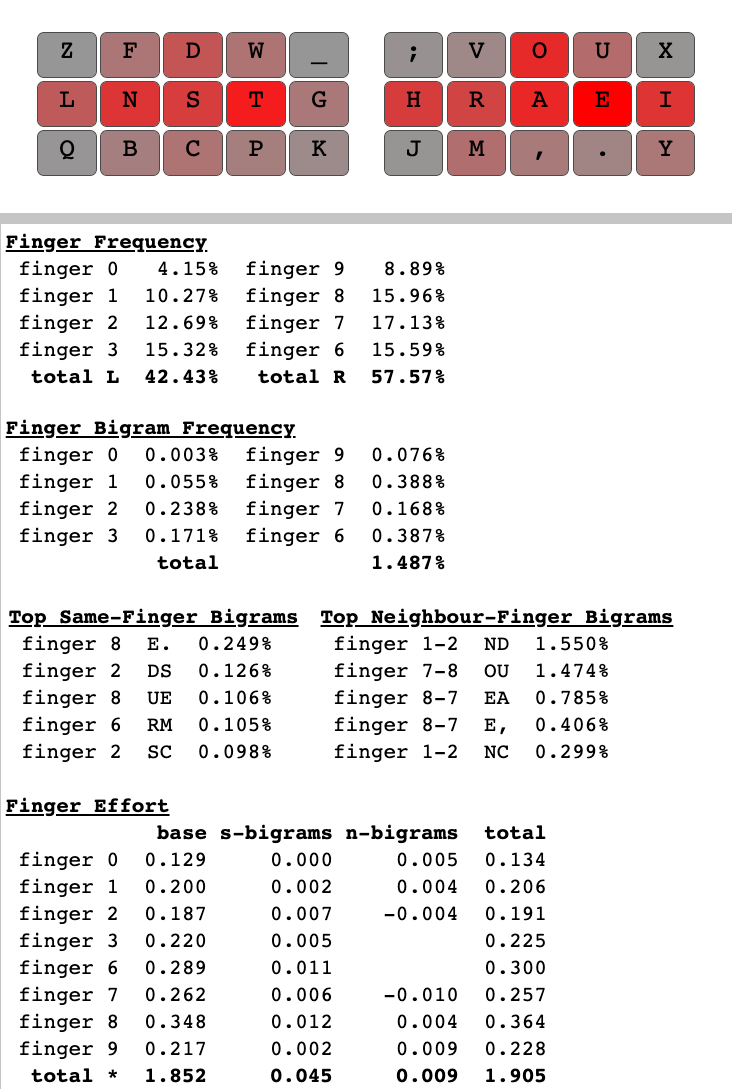 Z F D W _ ; V O U X
L N S T G H R A E I
Q B C P K J M , . Y
Finger Frequency
finger 0 4.15% finger 9 8.89%
finger 1 10.27% finger 8 15.96%
finger 2 12.69% finger 7 17.13%
finger 3 15.32% finger 6 15.59%
total L 42.43% total R 57.57%
Finger Bigram Frequency
finger 0 0.003% finger 9 0.076%
finger 1 0.055% finger 8 0.388%
finger 2 0.238% finger 7 0.168%
finger 3 0.171% finger 6 0.387%
total 1.487%
Top Same-Finger Bigrams Top Neighbour-Finger Bigrams
finger 8 E. 0.249% finger 1-2 ND 1.550%
finger 2 DS 0.126% finger 7-8 OU 1.474%
finger 8 UE 0.106% finger 8-7 EA 0.785%
finger 6 RM 0.105% finger 8-7 E, 0.406%
finger 2 SC 0.098% finger 1-2 NC 0.299%
Finger Effort
base s-bigrams n-bigrams total
finger 0 0.129 0.000 0.005 0.134
finger 1 0.200 0.002 0.004 0.206
finger 2 0.187 0.007 -0.004 0.191
finger 3 0.220 0.005 0.225
finger 6 0.289 0.011 0.300
finger 7 0.262 0.006 -0.010 0.257
finger 8 0.348 0.012 0.004 0.364
finger 9 0.217 0.002 0.009 0.228
total * 1.852 0.045 0.009 1.905